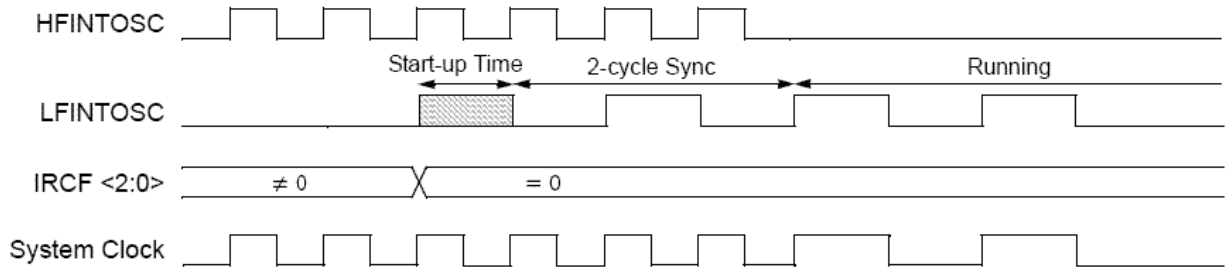 HFINTOSC
Start-up Time 2-cycle Sync Running
LFINTOSC
IRCF <2:0> ≠ 0 = 0
System Clock